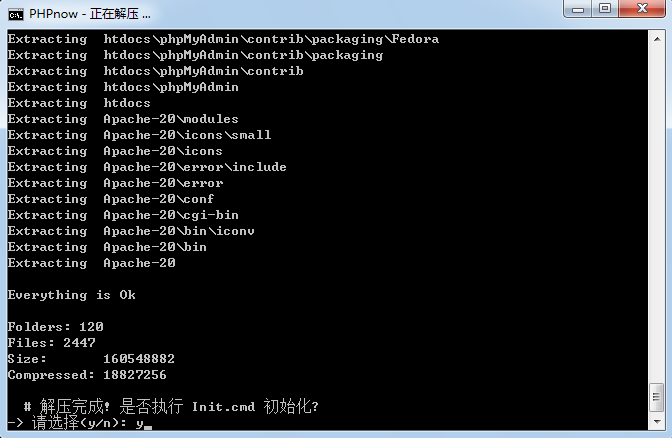 PHPnow - 正在解压 ...
Extracting  htdocs\phpMyAdmin\contrib\packaging\Fedora
Extracting  htdocs\phpMyAdmin\contrib\packaging
Extracting  htdocs\phpMyAdmin\contrib
Extracting  htdocs\phpMyAdmin
Extracting  htdocs
Extracting  Apache-20\modules
Extracting  Apache-20\icons\small
Extracting  Apache-20\icons
Extracting  Apache-20\error\include
Extracting  Apache-20\error
Extracting  Apache-20\conf
Extracting  Apache-20\cgi-bin
Extracting  Apache-20\bin\iconv
Extracting  Apache-20\bin
Extracting  Apache-20
Everything is Ok
Folders: 120
Files: 2447
Size:       160548882
Compressed: 18827256
# 解压完成! 是否执行 Init.cmd 初始化?
-> 请选择(y/n): y